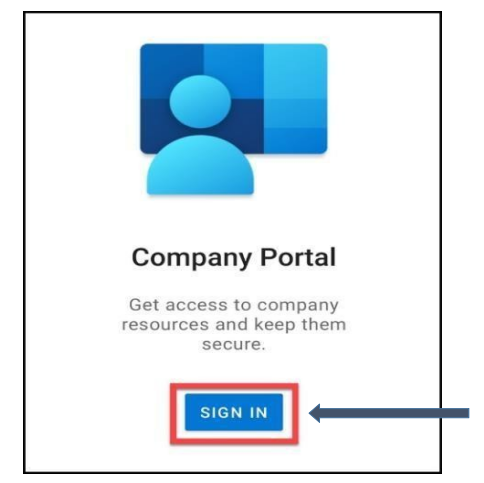 Company Portal
Get access to company
resources and keep them
secure.
SIGN IN